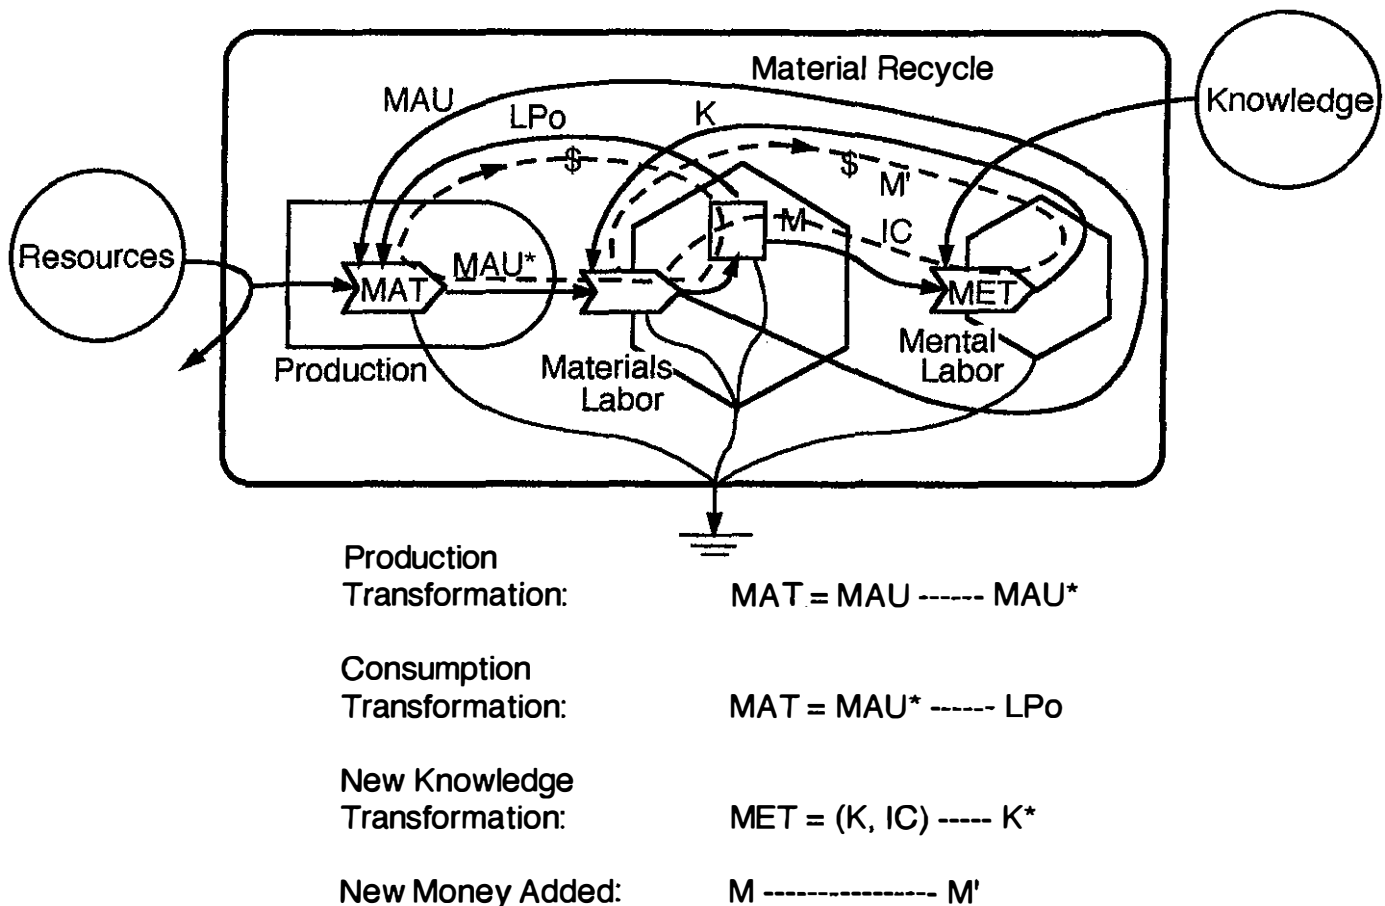 Material Recycle
MAU
LPo
K
Knowledge
$
$
M'
M
IC
Resources
MAU*
MAT
MET
Production
Materials
Labor
Mental
Labor
Production
Transformation: MAT = MAU ------ MAU*
Consumption
Transformation: MAT = MAU* ------ LPo
New Knowledge
Transformation: MET = (K, IC) ----- K*
New Money Added: M ----------------- M'